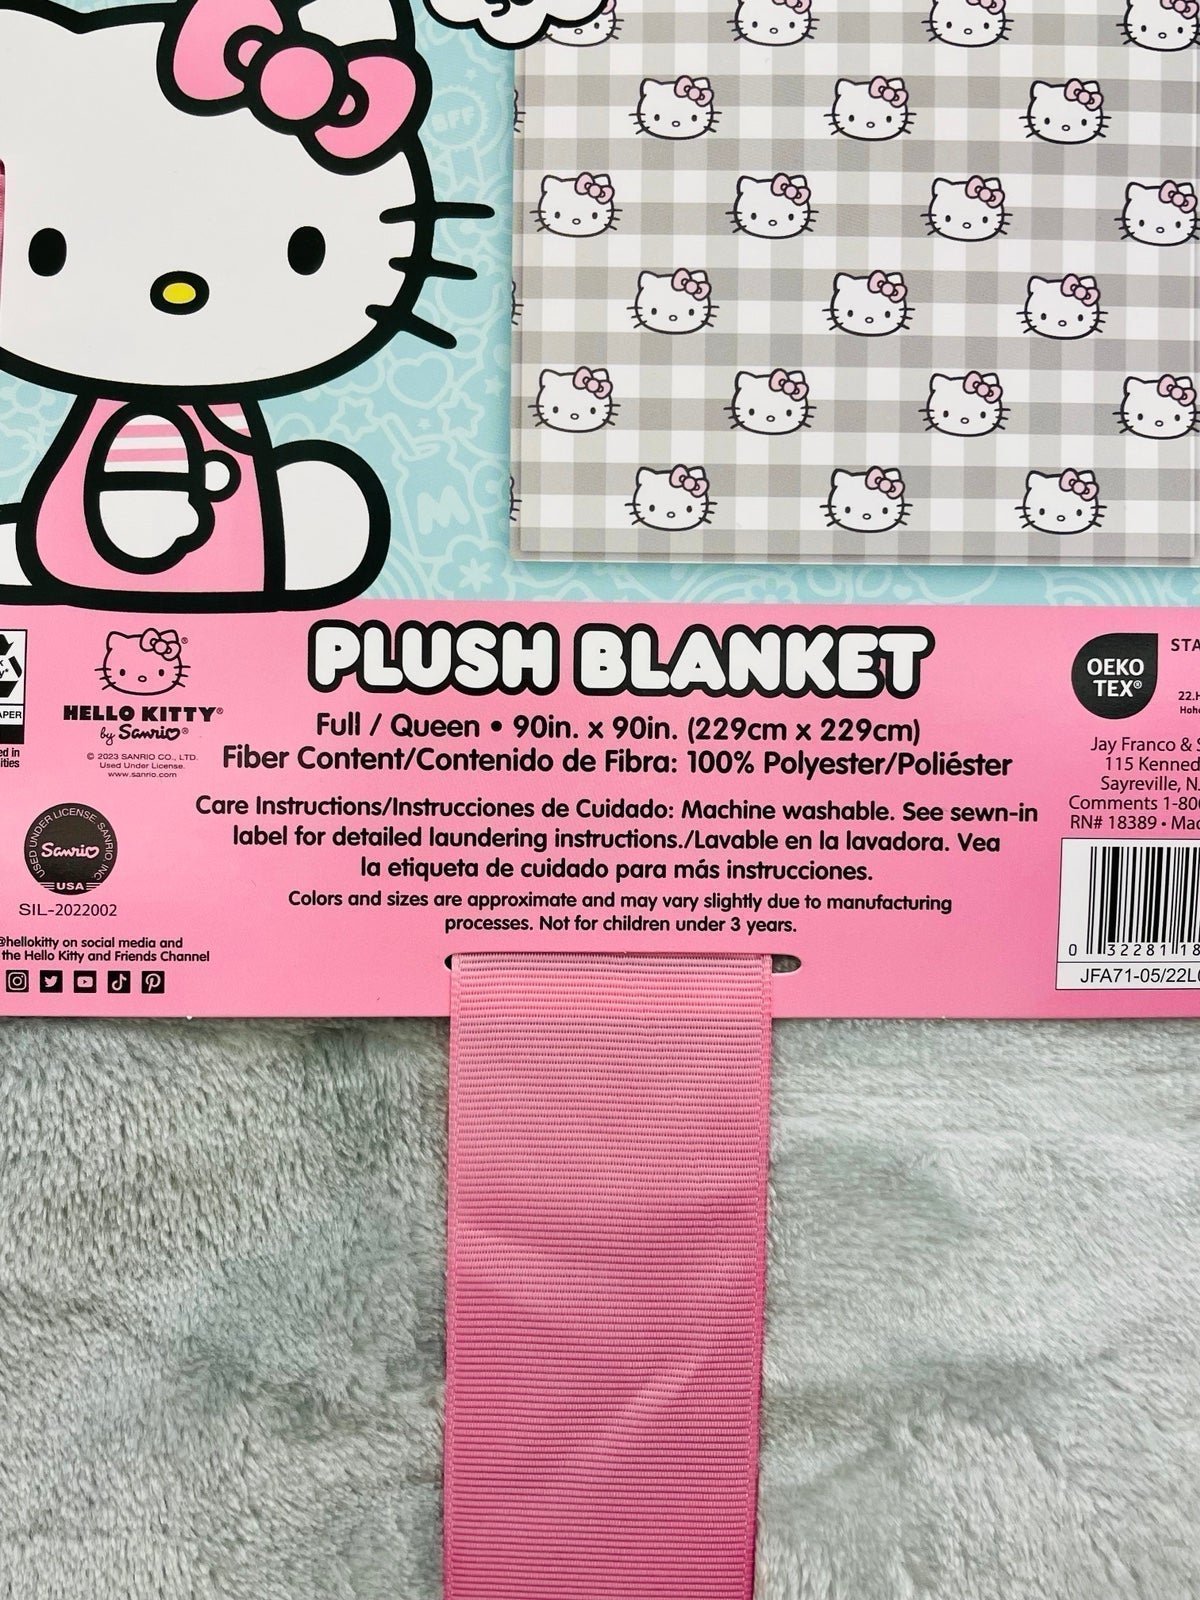 BFF
M
PLUSH BLANKET
Full / Queen • 90in. x 90in. (229cm x 229cm)
Fiber Content/Contenido de Fibra: 100% Polyester/Poliéster
Care Instructions/Instrucciones de Cuidado: Machine washable. See sewn-in
label for detailed laundering instructions./Lavable en la lavadora. Vea
la etiqueta de cuidado para más instrucciones.
Colors and sizes are approximate and may vary slightly due to manufacturing
processes. Not for children under 3 years.
HELLO KITTY®
by Sanrio®
© 2023 SANRIO CO., LTD.
Used Under License.
www.sanrio.com
USED UNDER LICENSE. SANRIO, INC.
Sanrio
USA
SIL-2022002
@hellokitty on social media and
the Hello Kitty and Friends Channel
OEKO
TEX®
Jay Franco &
115
Sayreville,
Comments
RN# 18389 •
0 32281 18
JFA71-05/